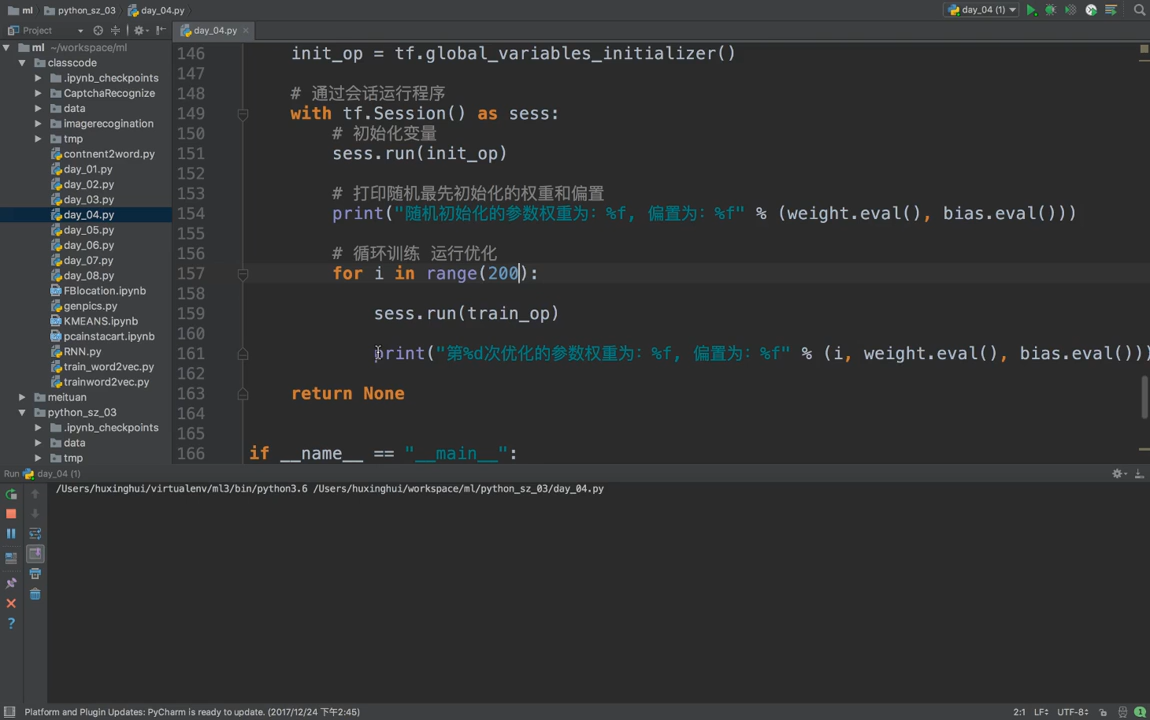 ml python_sz_03 day_04.py
day_04 (1)
Project
day_04.py
ml ~/workspace/ml
classcode
.ipynb_checkpoints
CaptchaRecognize
data
imagerecogination
tmp
contnent2word.py
day_01.py
day_02.py
day_03.py
day_04.py
day_05.py
day_06.py
day_07.py
day_08.py
FBlocation.ipynb
genpics.py
KMEANS.ipynb
pcainstacart.ipynb
RNN.py
train_word2vec.py
trainword2vec.py
meituan
python_sz_03
.ipynb_checkpoints
data
tmp
146 init_op = tf.global_variables_initializer()
147
148 # 通过会话运行程序
149 with tf.Session() as sess:
150 # 初始化变量
151 sess.run(init_op)
152
153 # 打印随机最先初始化的权重和偏置
154 print("随机初始化的参数权重为：%f, 偏置为：%f" % (weight.eval(), bias.eval()))
155
156 # 循环训练 运行优化
157 for i in range(200):
158
159 sess.run(train_op)
160
161 print("第%d次优化的参数权重为：%f, 偏置为：%f" % (i, weight.eval(), bias.eval()))
162
163 return None
164
165
166 if __name__ == "__main__":
Run day_04 (1)
/Users/huxinghui/virtualenv/ml3/bin/python3.6 /Users/huxinghui/workspace/ml/python_sz_03/day_04.py
Platform and Plugin Updates: PyCharm is ready to update. (2017/12/24 下午2:45)
2:1 LF÷ UTF-8÷ 1